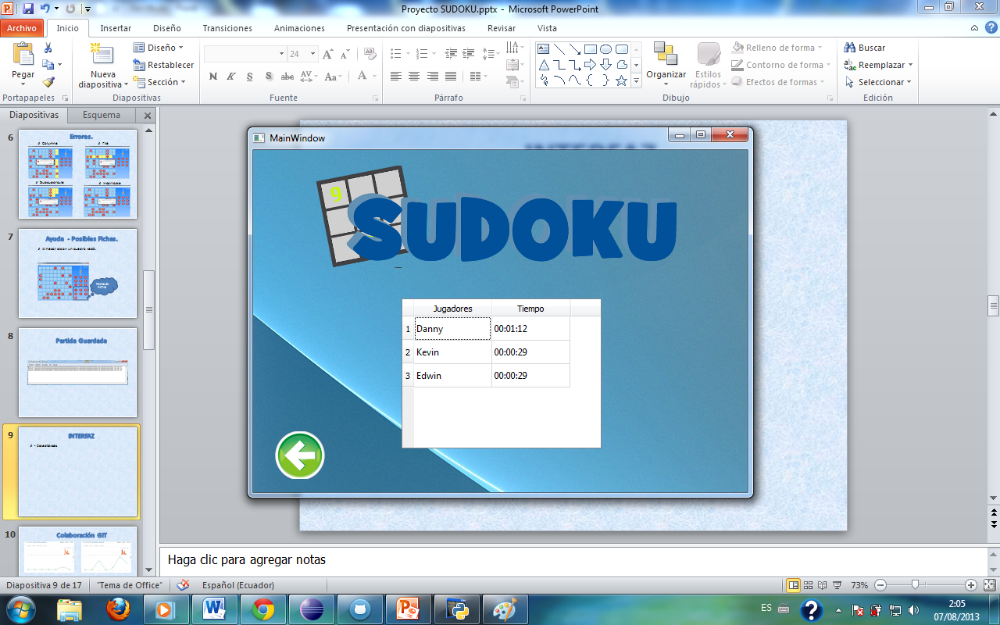 Proyecto SUDOKU.pptx - Microsoft PowerPoint
Archivo Inicio Insertar Diseño Transiciones Animaciones Presentación con diapositivas Revisar Vista
Pegar
Portapapeles
Nueva diapositiva
Diseño
Restablecer
Sección
Diapositivas
24
N K S S abc AV Aa A
Fuente
Párrafo
Organizar
Estilos rápidos
Relleno de forma
Contorno de forma
Efectos de formas
Dibujo
Buscar
Reemplazar
Seleccionar
Edición
Diapositivas Esquema
6
Errores.
Columna
Fila
7
Ayuda - Posibles Fichas.
8
Partida Guardada
9
INTERFAZ
10
Colaboración GIT
MainWindow
9
SUDOKU
Jugadores Tiempo
1 Danny 00:01:12
2 Kevin 00:00:29
3 Edwin 00:00:29
Haga clic para agregar notas
Diapositiva 9 de 17 "Tema de Office" Español (Ecuador) 73%
ES 2:05
07/08/2013